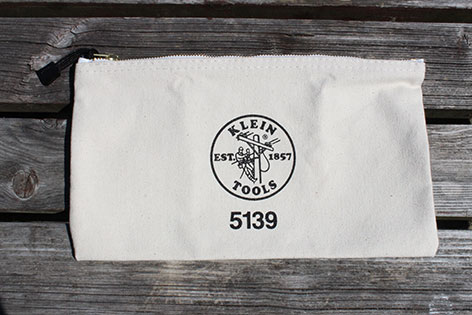 KLEIN
®
EST. 1857
TOOLS
5139